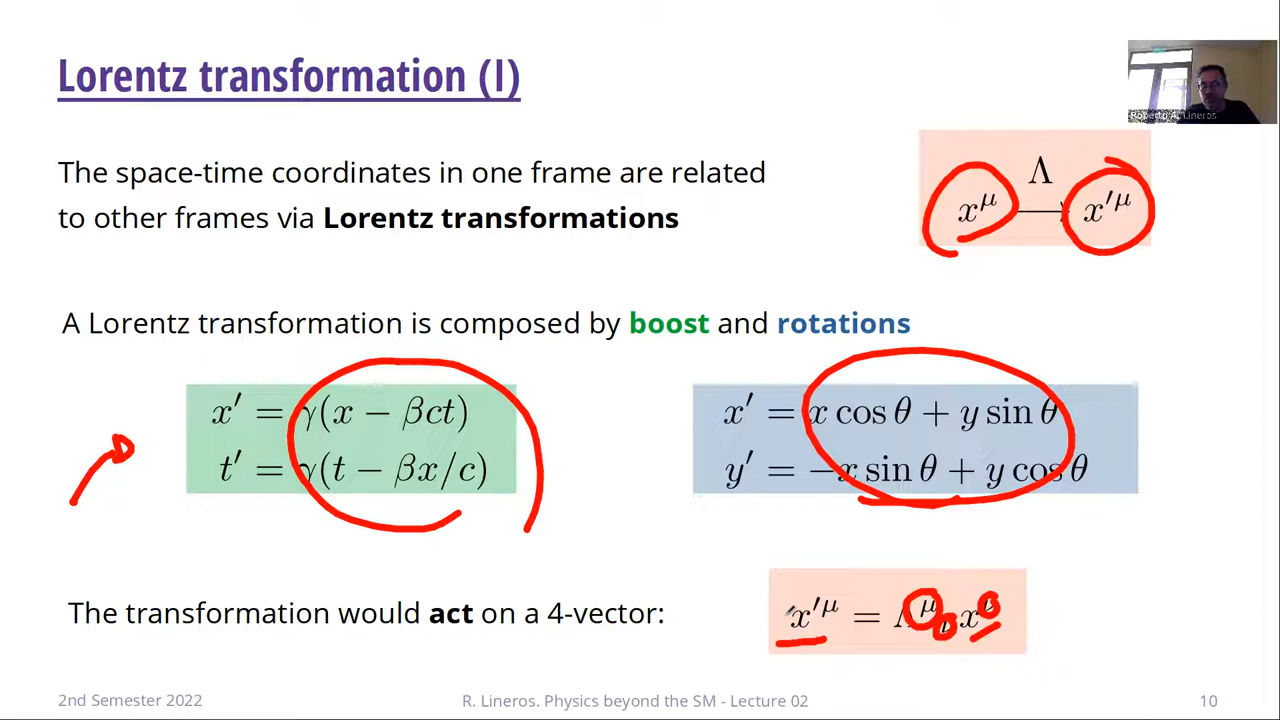 Lorentz transformation (I)
Roberto A. Lineros
The space-time coordinates in one frame are related
to other frames via Lorentz transformations
Λ
x^μ → x'^μ
A Lorentz transformation is composed by boost and rotations
x' = γ(x − βct)
t' = γ(t − βx/c)
x' = x cos θ + y sin θ
y' = −x sin θ + y cos θ
The transformation would act on a 4-vector:
x'^μ = Λ^μ x
2nd Semester 2022
R. Lineros. Physics beyond the SM - Lecture 02
10